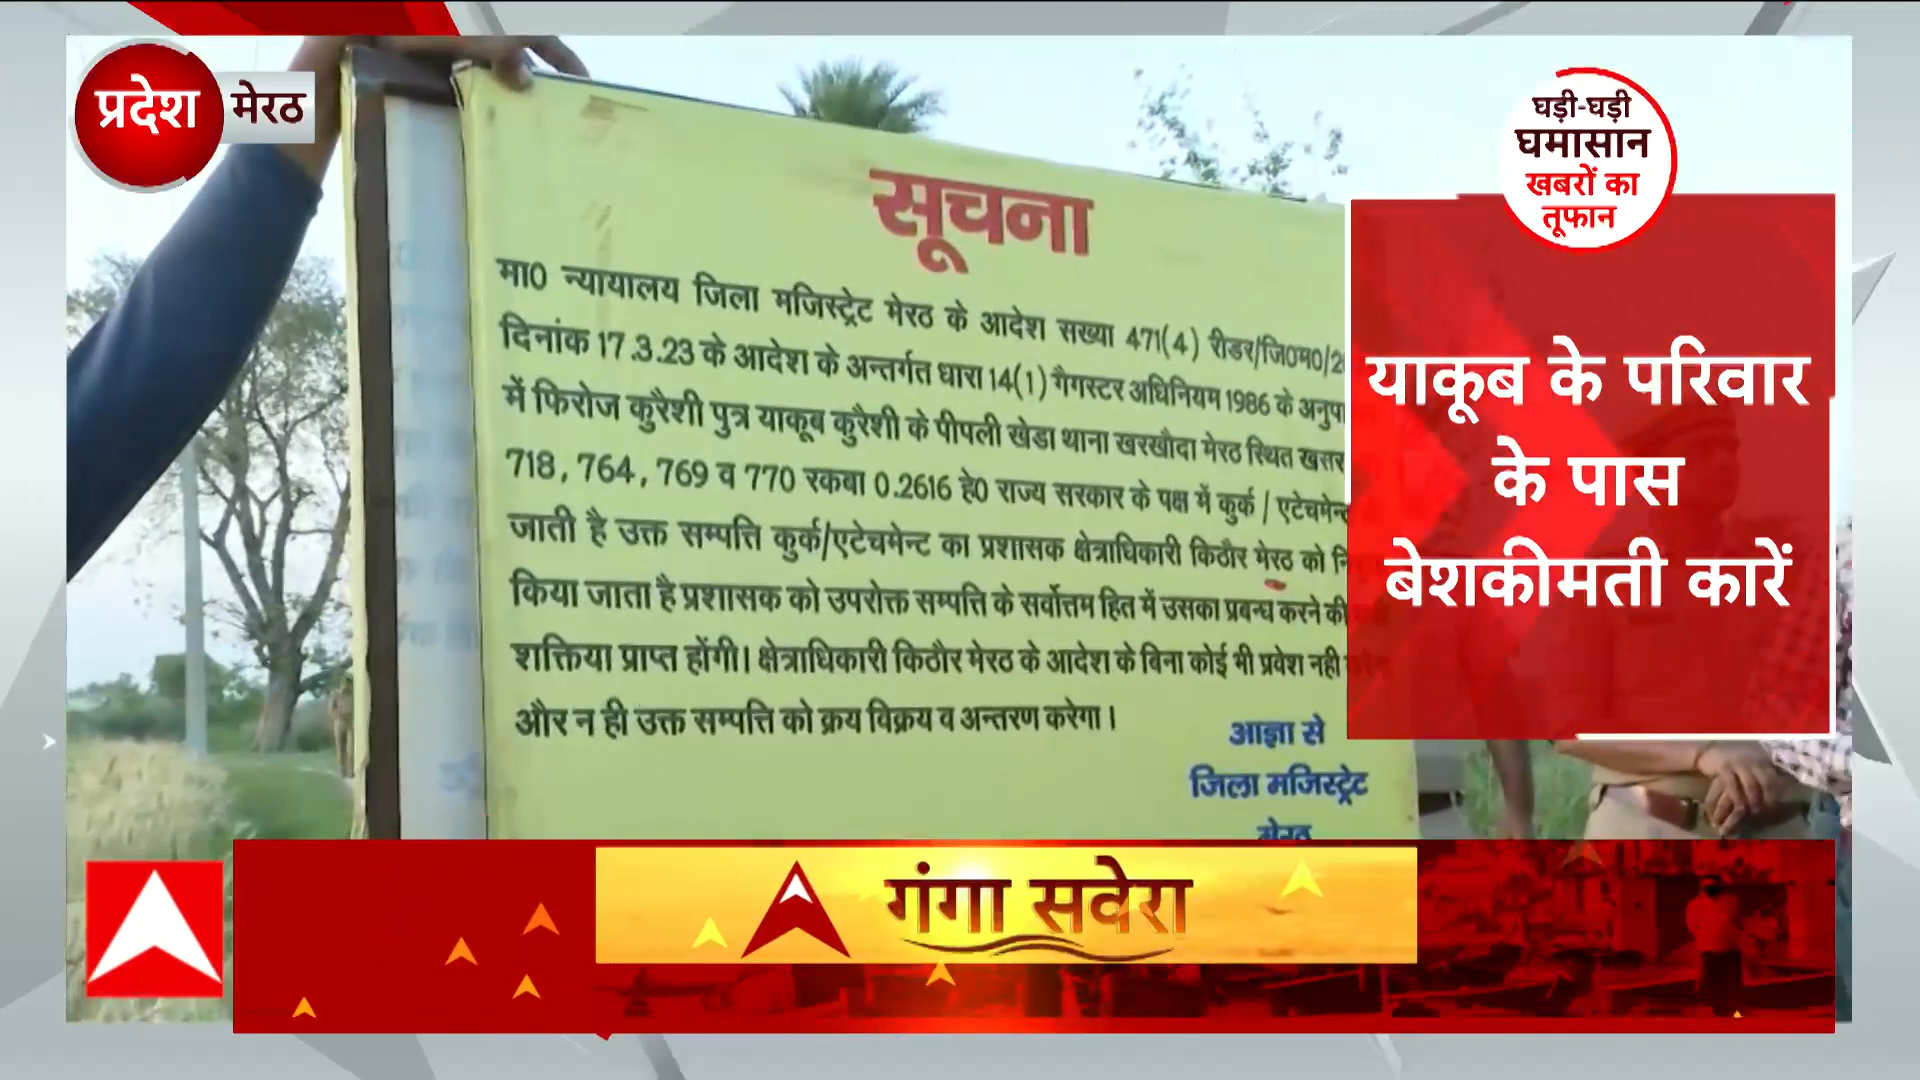 प्रदेश
मेरठ
घड़ी-घड़ी
घमासान
खबरों का
तूफान
सूचना
मा0 न्यायालय जिला मजिस्ट्रेट मेरठ के आदेश सख्या 471(4) रीडर/जि0म0/2
दिनांक 17.3.23 के आदेश के अन्तर्गत धारा 14(1) गैगस्टर अधिनियम 1986 के
में फिरोज कुरैशी पुत्र याकूब कुरैशी के पीपली खेडा थाना खरखौदा मेरठ स्थित
718, 764, 769 व 770 रकबा 0.2616 हे0 राज्य सरकार के पक्ष में कुर्क / एटेचमेन्ट
जाती है उक्त सम्पत्ति कुर्क/एटेचमेन्ट का प्रशासक क्षेत्राधिकारी किठौर मेरठ को
किया जाता है प्रशासक को उपरोक्त सम्पत्ति के सर्वोत्तम हित में उसका प्रबन्ध करने की
शक्तिया प्राप्त होंगी। क्षेत्राधिकारी किठौर मेरठ के आदेश के बिना कोई भी प्रवेश नही
और न ही उक्त सम्पत्ति को क्रय विक्रय व अन्तरण करेगा।
आज्ञा से
जिला मजिस्ट्रेट
मेरठ
याकूब के परिवार
के पास
बेशकीमती कारें
गंगा सवेरा